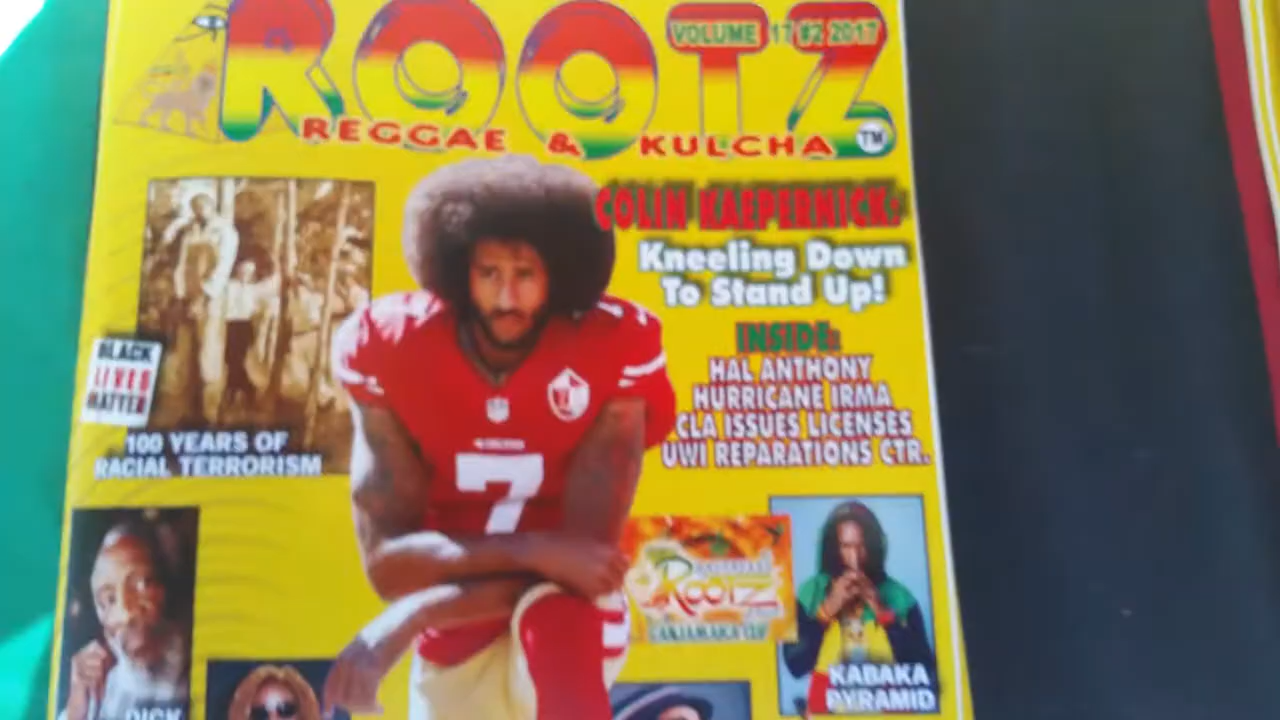 ROOTZ
VOLUME 17 #2 2017
REGGAE & KULCHA
TM
COLIN KAEPERNICK:
Kneeling Down
To Stand Up!
INSIDE:
HAL ANTHONY
HURRICANE IRMA
CLA ISSUES LICENSES
UWI REPARATIONS CTR.
BLACK
LIVES
MATTER
100 YEARS OF
RACIAL TERRORISM
7
Rootz
KABAKA
PYRAMID
DICK